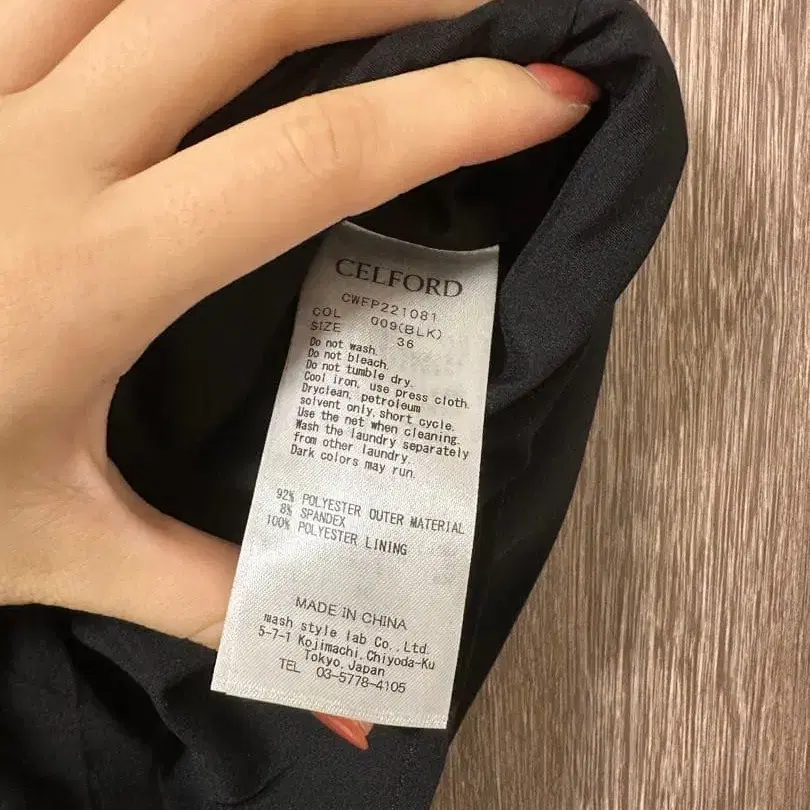 CELFORD
CWFP221081
COL 009(BLK)
SIZE 36
Do not wash.
Do not bleach.
Do not tumble dry.
Cool iron, use press cloth.
Dryclean, petroleum
solvent only, short cycle.
Use the net when cleaning.
Wash the laundry separately
from other laundry.
Dark colors may run.
92% POLYESTER OUTER MATERIAL
8% SPANDEX
100% POLYESTER LINING
MADE IN CHINA
mash style lab Co., Ltd.
5-7-1 Kojimachi, Chiyoda-Ku
Tokyo, Japan
TEL 03-5778-4105